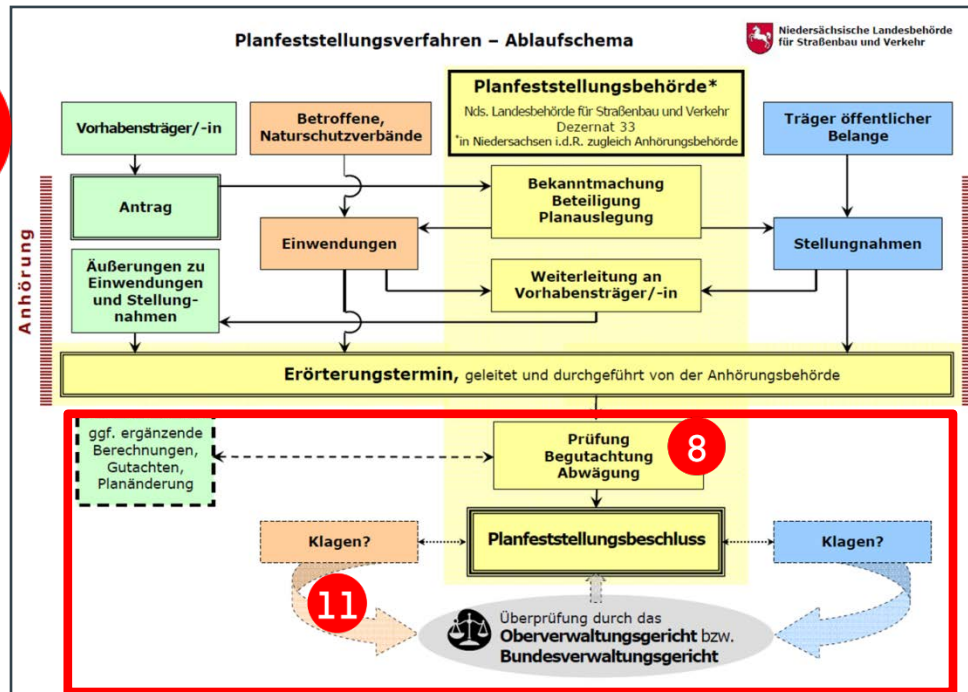 Planfeststellungsverfahren – Ablaufschema
Niedersächsische Landesbehörde
für Straßenbau und Verkehr
Vorhabensträger/-in
Betroffene,
Naturschutzverbände
Planfeststellungsbehörde*
Nds. Landesbehörde für Straßenbau und Verkehr
Dezernat 33
*in Niedersachsen i.d.R. zugleich Anhörungsbehörde
Träger öffentlicher
Belange
Anhörung
Antrag
Bekanntmachung
Beteiligung
Planauslegung
Einwendungen
Stellungnahmen
Äußerungen zu
Einwendungen
und Stellung-
nahmen
Weiterleitung an
Vorhabensträger/-in
Erörterungstermin, geleitet und durchgeführt von der Anhörungsbehörde
ggf. ergänzende
Berechnungen,
Gutachten,
Planänderung
Prüfung
Begutachtung
Abwägung
8
Klagen?
Planfeststellungsbeschluss
Klagen?
11
Überprüfung durch das
Oberverwaltungsgericht bzw.
Bundesverwaltungsgericht